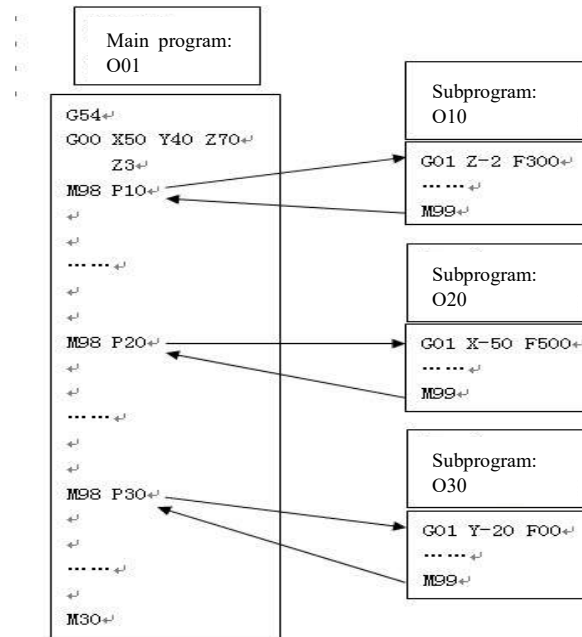 Main program:
O01
G54↵
G00 X50 Y40 Z70↵
Z3↵
M98 P10↵
↵
↵
……↵
↵
↵
M98 P20↵
↵
↵
……↵
↵
↵
M98 P30↵
↵
↵
……↵
↵
M30↵
Subprogram:
O10
G01 Z-2 F300↵
……↵
M99↵
Subprogram:
O20
G01 X-50 F500↵
……↵
M99↵
Subprogram:
O30
G01 Y-20 F00↵
……↵
M99↵